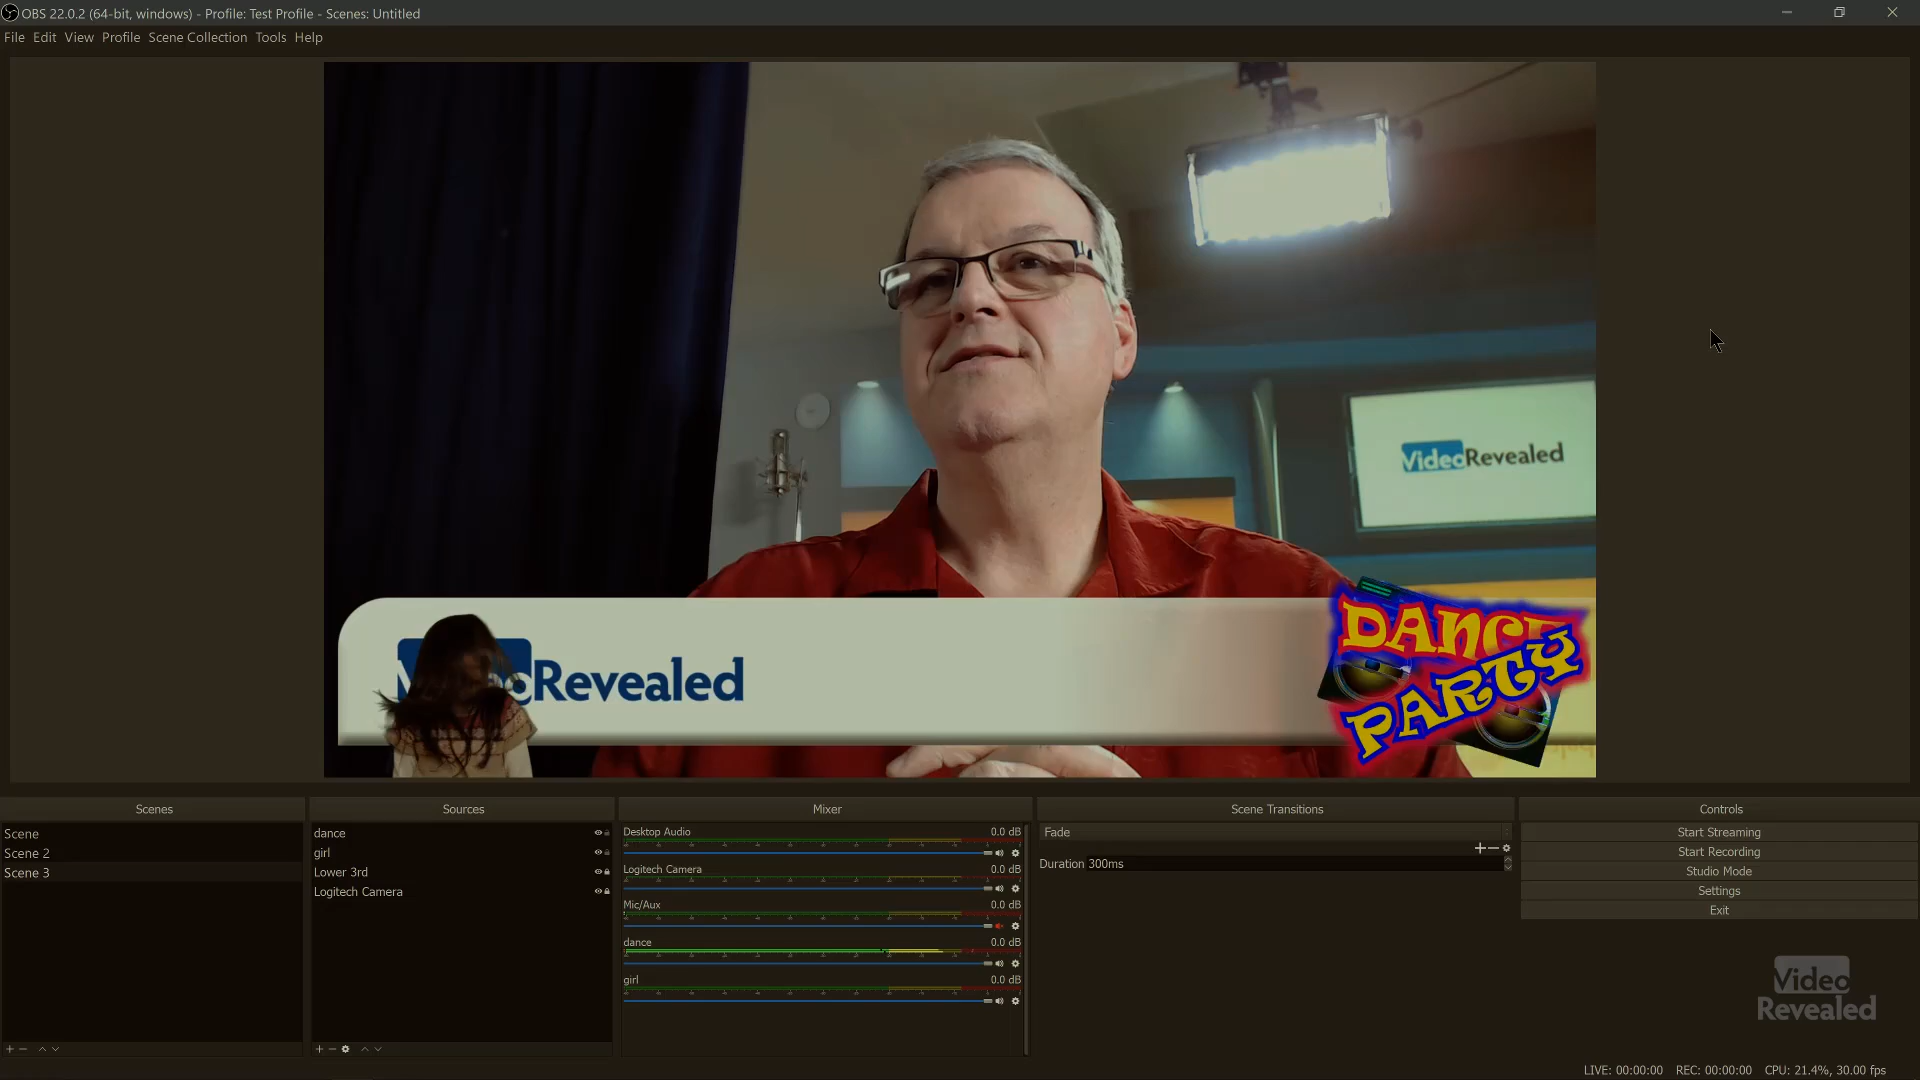 OBS 22.0.2 (64-bit, windows) - Profile: Test Profile - Scenes: Untitled
File Edit View Profile Scene Collection Tools Help
VideoRevealed
Revealed
DANCE
PARTY
Scenes
Scene
Scene 2
Scene 3
Sources
dance
girl
Lower 3rd
Logitech Camera
Mixer
Desktop Audio 0.0 dB
Logitech Camera 0.0 dB
Mic/Aux 0.0 dB
dance 0.0 dB
girl 0.0 dB
Scene Transitions
Fade
Duration 300ms
Controls
Start Streaming
Start Recording
Studio Mode
Settings
Exit
Video
Revealed
LIVE: 00:00:00 REC: 00:00:00 CPU: 21.4%, 30.00 fps